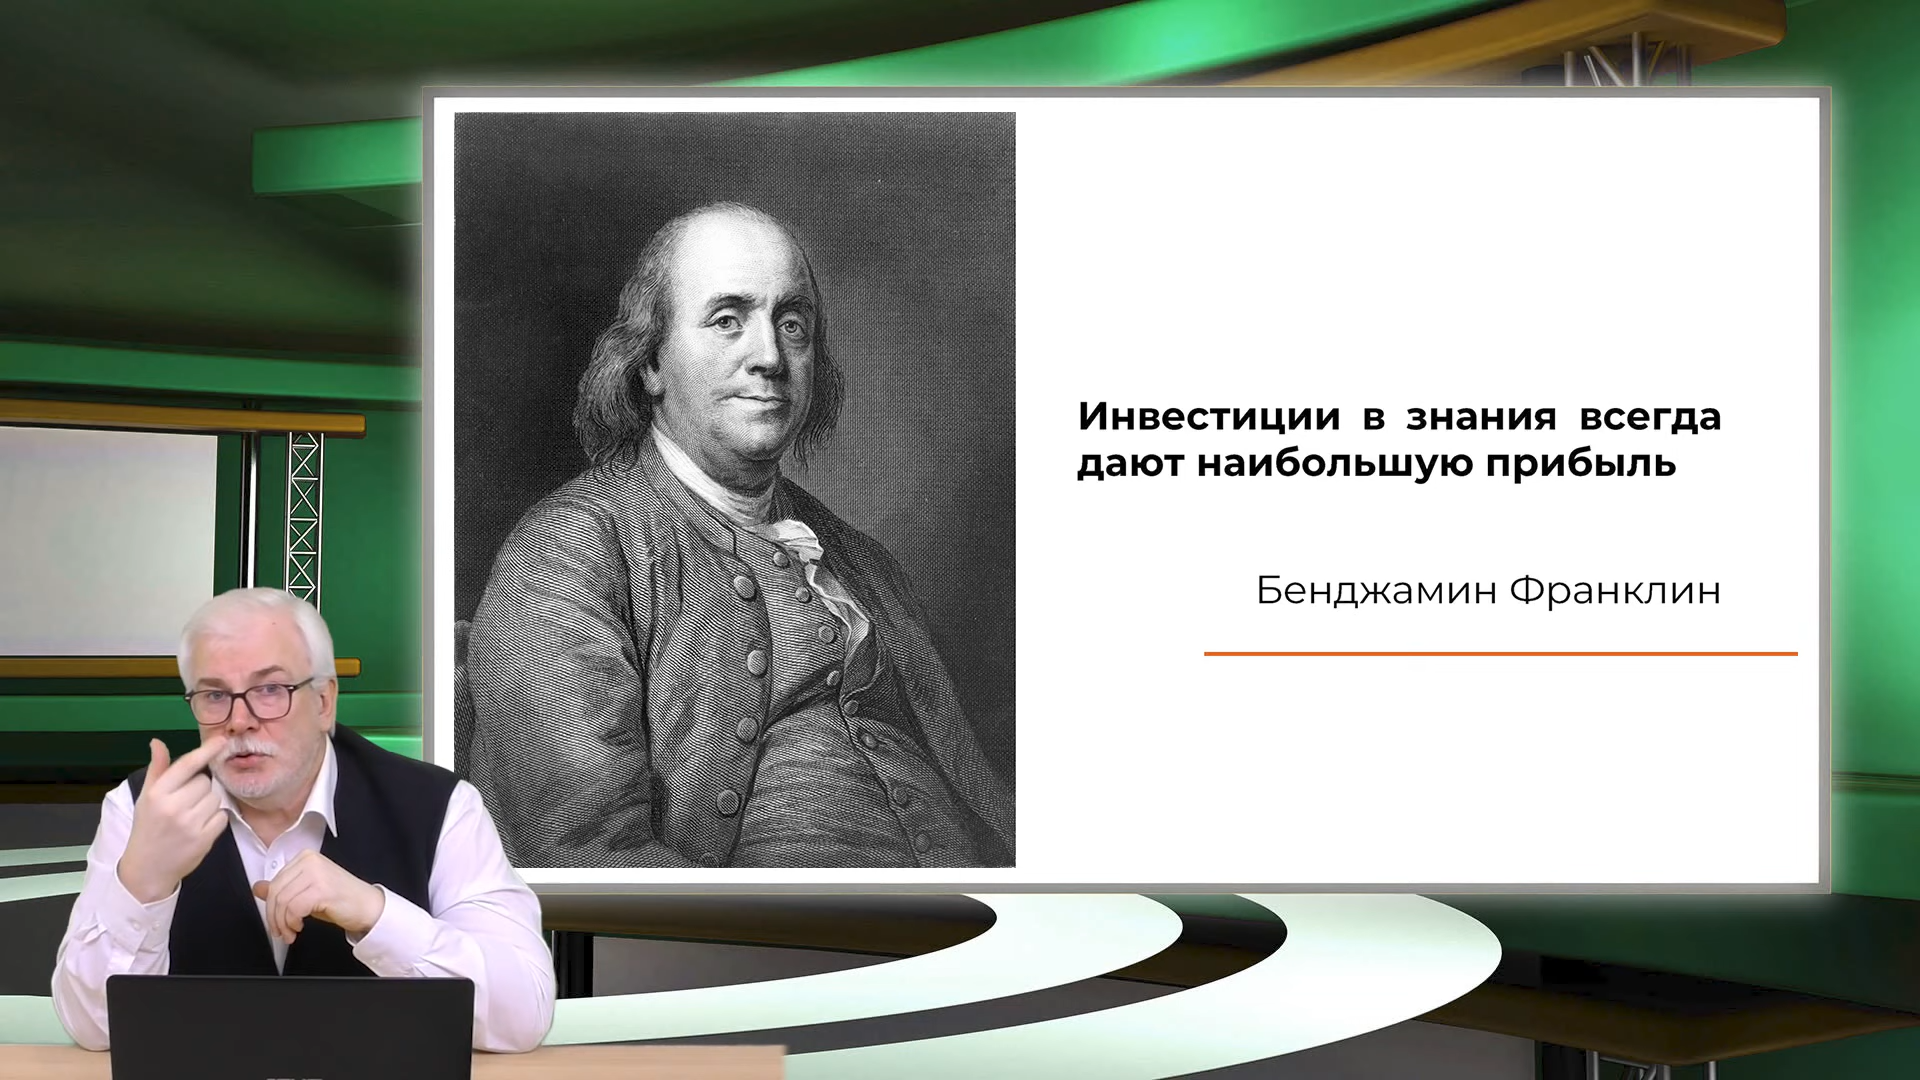 Инвестиции в знания всегда
дают наибольшую прибыль
Бенджамин Франклин